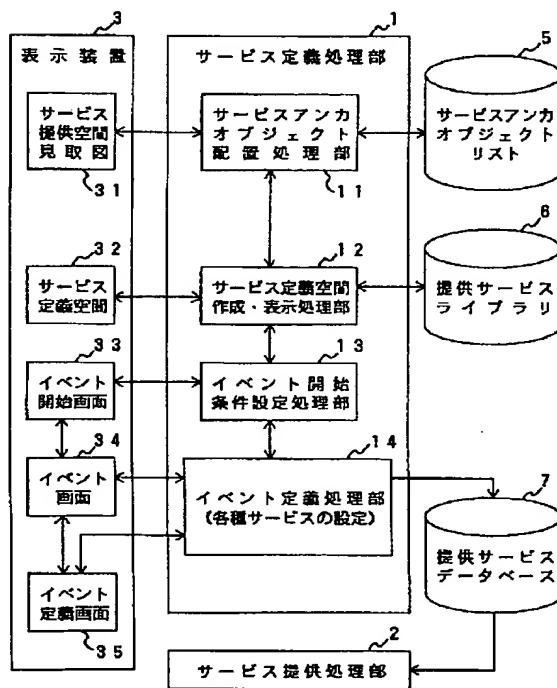 3
表示装置
サービス
提供空間
見取図
31
32
サービス
定義空間
33
イベント
開始画面
34
イベント
画面
イベント
定義画面
35
1
サービス定義処理部
サービスアンカ
オブジェクト
配置処理部
11
12
サービス定義空間
作成・表示処理部
13
イベント開始
条件設定処理部
14
イベント定義処理部
(各種サービスの設定)
5
サービスアンカ
オブジェクト
リスト
6
提供サービス
ライブラリ
7
提供サービス
データベース
2
サービス提供処理部